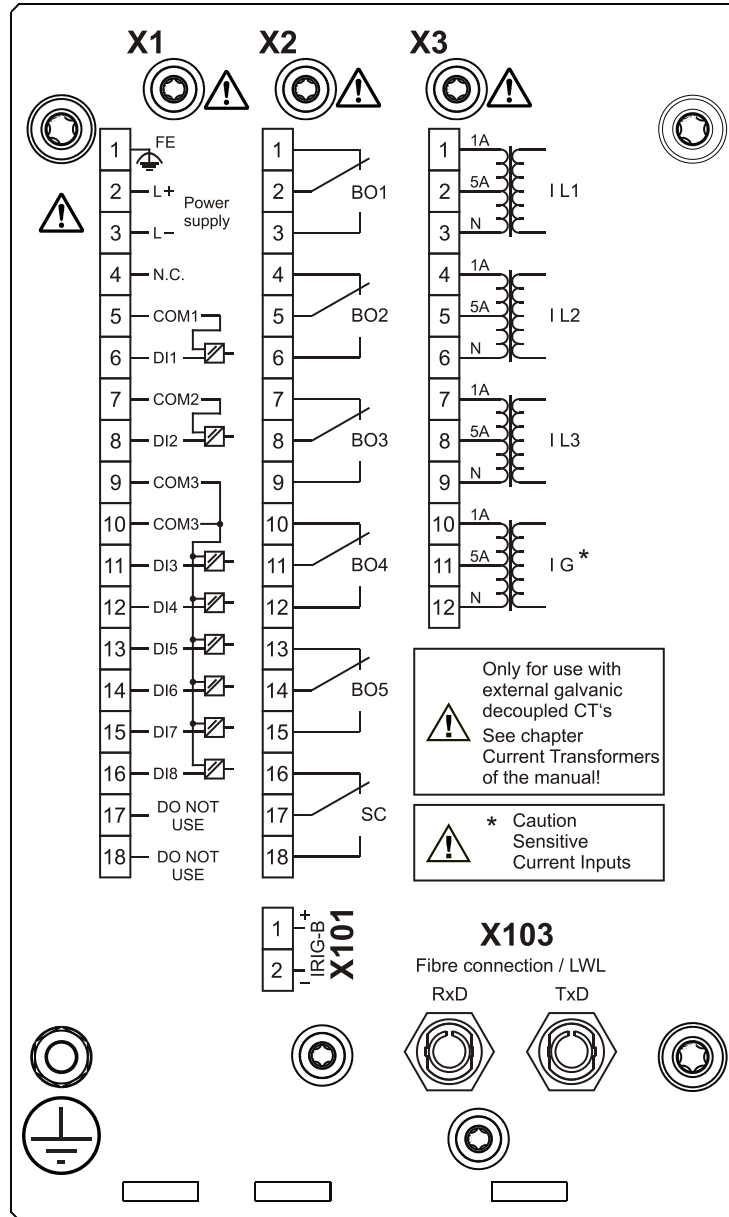 X1 X2 X3
1 FE
2 L+
Power
supply
3 L−
4 N.C.
5 COM1
6 DI1
7 COM2
8 DI2
9 COM3
10 COM3
11 DI3
12 DI4
13 DI5
14 DI6
15 DI7
16 DI8
17 DO NOT
USE
18 DO NOT
USE
1
2 BO1
3
4
5 BO2
6
7
8 BO3
9
10
11 BO4
12
13
14 BO5
15
16
17 SC
18
1 1A
2 5A I L1
3 N
4 1A
5 5A I L2
6 N
7 1A
8 5A I L3
9 N
10 1A
11 5A I G*
12 N
Only for use with
external galvanic
decoupled CT's
See chapter
Current Transformers
of the manual!
* Caution
Sensitive
Current Inputs
1 +
2 −
IRIG-B
X101
X103
Fibre connection / LWL
RxD TxD